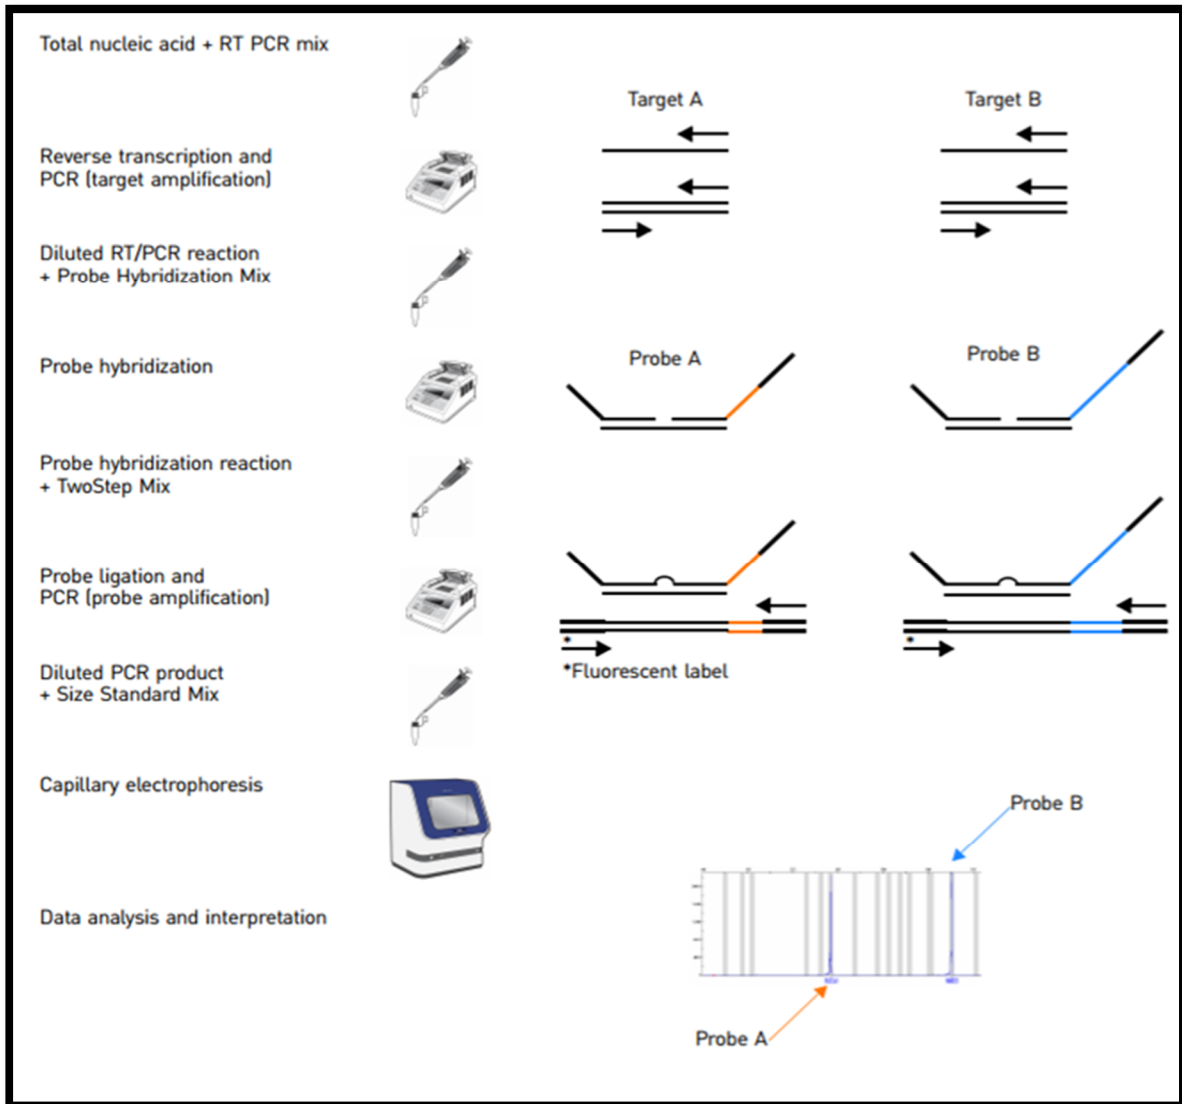 Total nucleic acid + RT PCR mix
Target A
Target B
Reverse transcription and
PCR (target amplification)
Diluted RT/PCR reaction
+ Probe Hybridization Mix
Probe hybridization
Probe A
Probe B
Probe hybridization reaction
+ TwoStep Mix
Probe ligation and
PCR (probe amplification)
*
*
*Fluorescent label
Diluted PCR product
+ Size Standard Mix
Capillary electrophoresis
Probe B
Data analysis and interpretation
Probe A